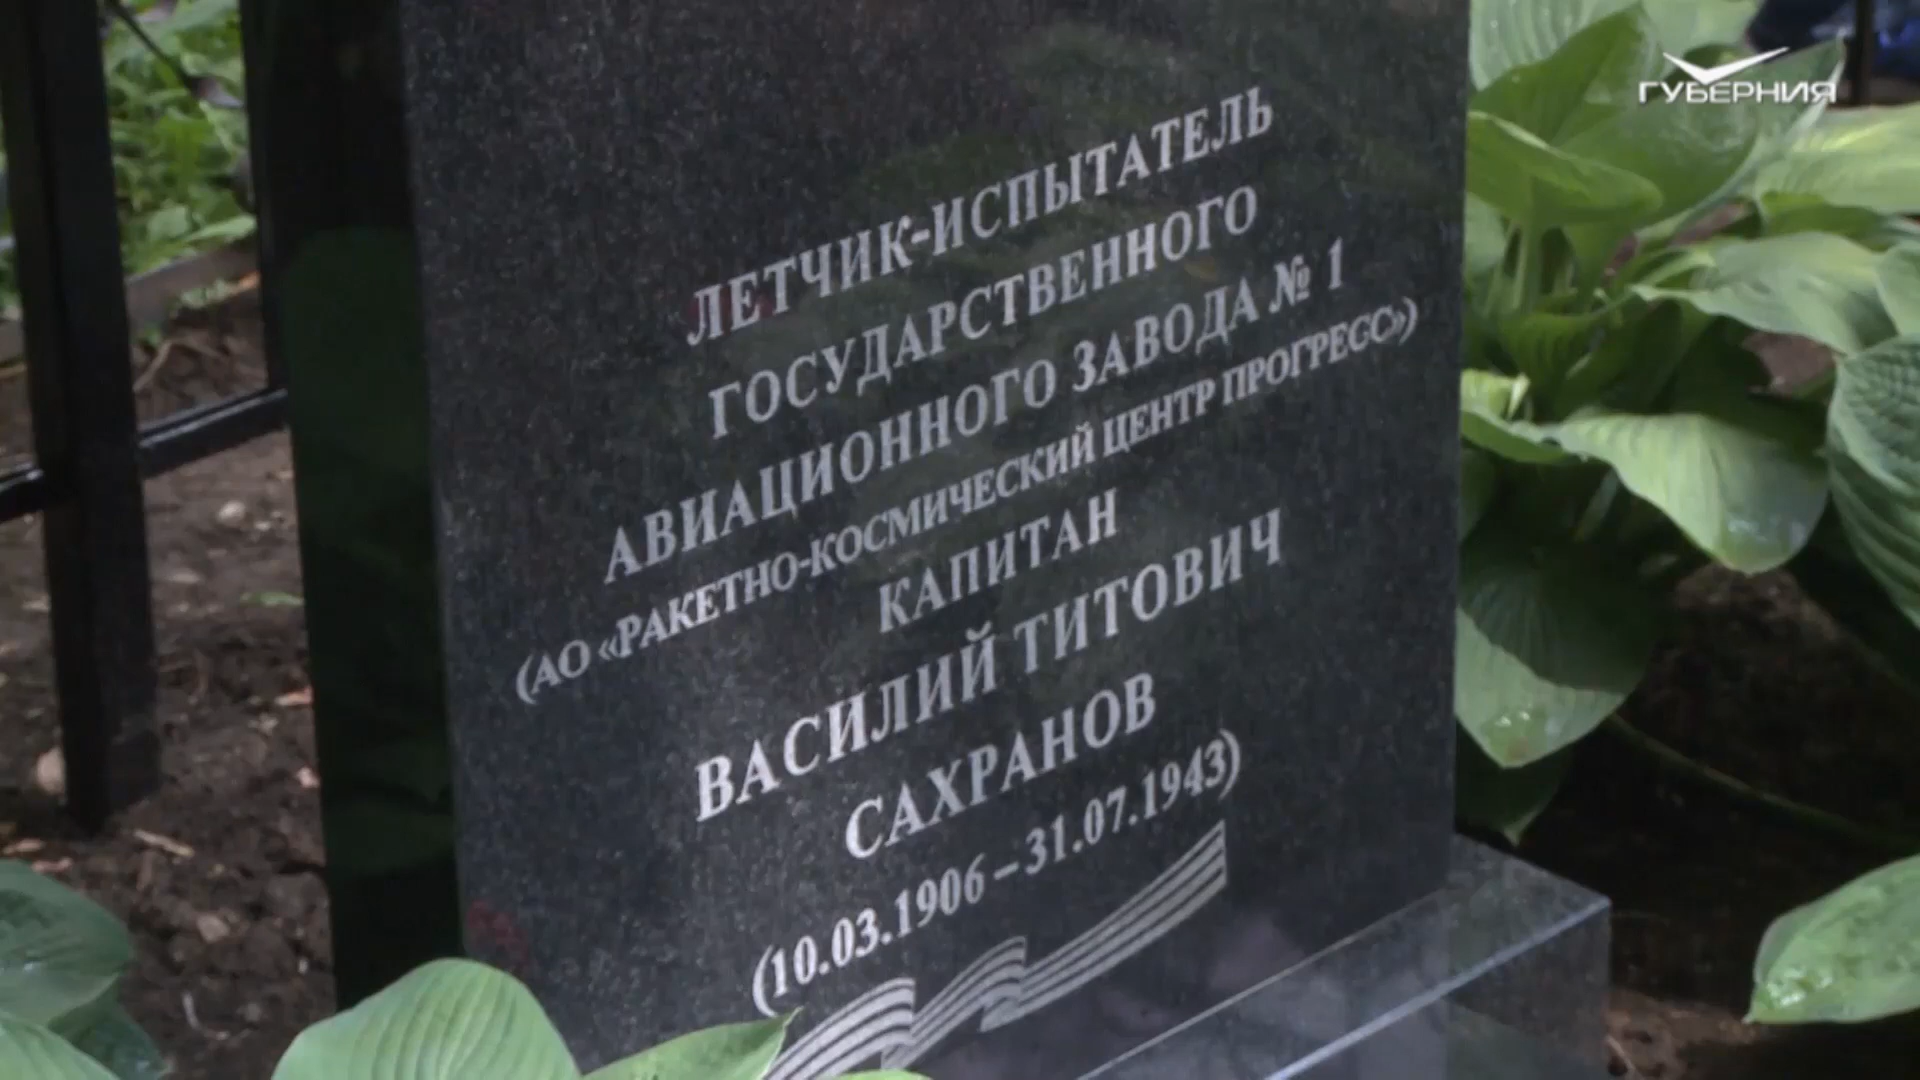 ГУБЕРНИЯ
ЛЕТЧИК-ИСПЫТАТЕЛЬ
ГОСУДАРСТВЕННОГО
АВИАЦИОННОГО ЗАВОДА № 1
(АО «РАКЕТНО-КОСМИЧЕСКИЙ ЦЕНТР ПРОГРЕСС»)
КАПИТАН
ВАСИЛИЙ ТИТОВИЧ
САХРАНОВ
(10.03.1906 – 31.07.1943)